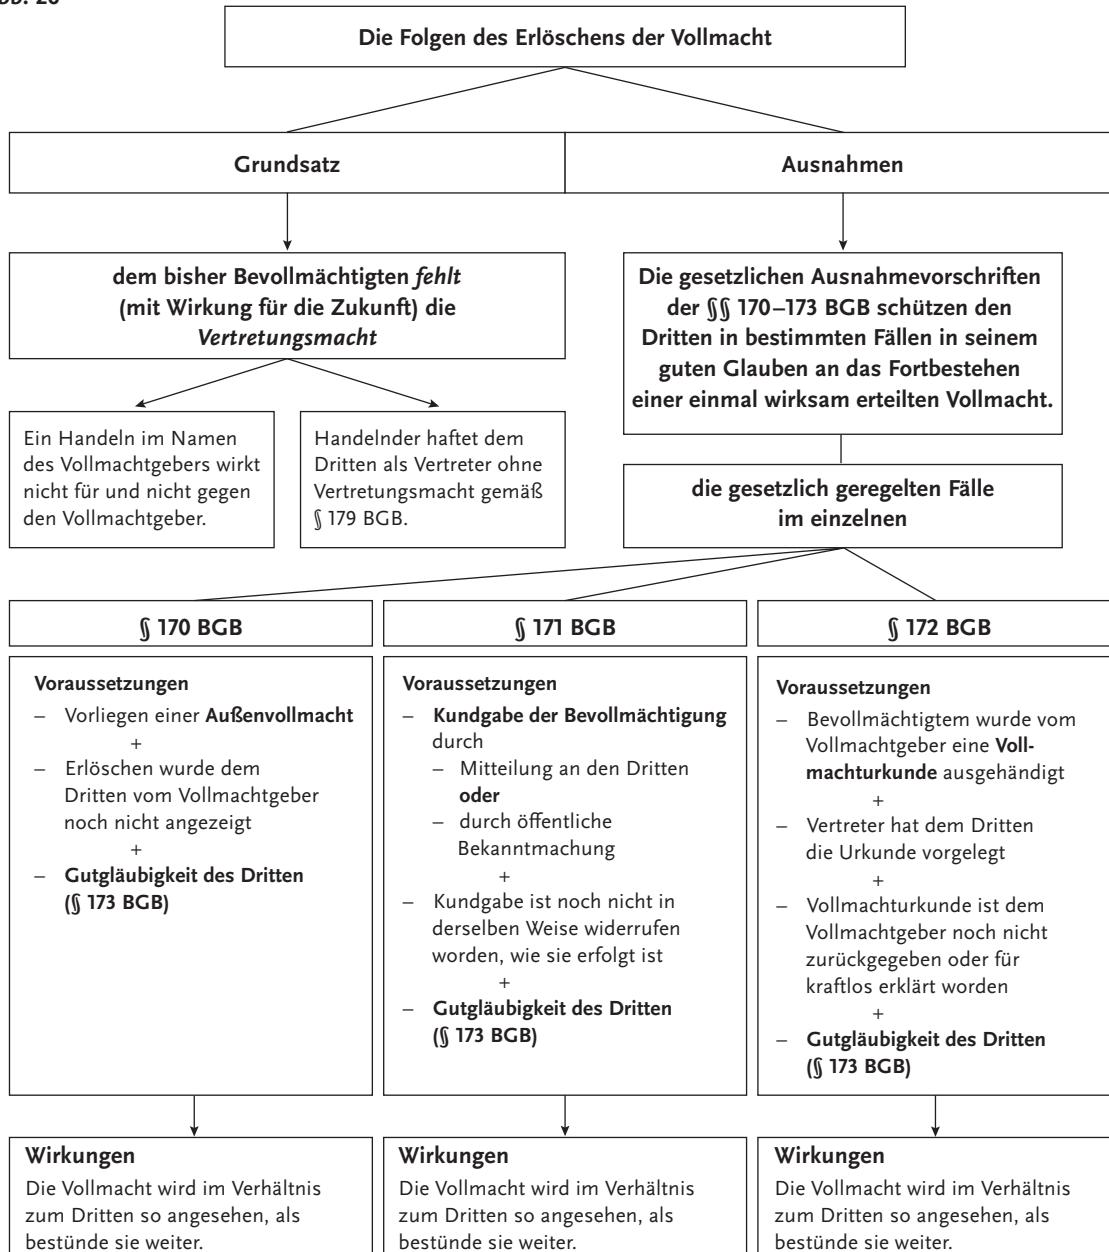 Die Folgen des Erlöschens der Vollmacht
Grundsatz
Ausnahmen
dem bisher Bevollmächtigten fehlt
(mit Wirkung für die Zukunft) die
Vertretungsmacht
Die gesetzlichen Ausnahmevorschriften
der §§ 170–173 BGB schützen den
Dritten in bestimmten Fällen in seinem
guten Glauben an das Fortbestehen
einer einmal wirksam erteilten Vollmacht.
Ein Handeln im Namen
des Vollmachtgebers wirkt
nicht für und nicht gegen
den Vollmachtgeber.
Handelnder haftet dem
Dritten als Vertreter ohne
Vertretungsmacht gemäß
§ 179 BGB.
die gesetzlich geregelten Fälle
im einzelnen
§ 170 BGB
Voraussetzungen
– Vorliegen einer Außenvollmacht
+
– Erlöschen wurde dem
Dritten vom Vollmachtgeber
noch nicht angezeigt
+
– Gutgläubigkeit des Dritten
(§ 173 BGB)
Wirkungen
Die Vollmacht wird im Verhältnis
zum Dritten so angesehen, als
bestünde sie weiter.
§ 171 BGB
Voraussetzungen
– Kundgabe der Bevollmächtigung
durch
– Mitteilung an den Dritten
oder
– durch öffentliche
Bekanntmachung
+
– Kundgabe ist noch nicht in
derselben Weise widerrufen
worden, wie sie erfolgt ist
+
– Gutgläubigkeit des Dritten
(§ 173 BGB)
Wirkungen
Die Vollmacht wird im Verhältnis
zum Dritten so angesehen, als
bestünde sie weiter.
§ 172 BGB
Voraussetzungen
– Bevollmächtigtem wurde vom
Vollmachtgeber eine Voll-
machturkunde ausgehändigt
+
– Vertreter hat dem Dritten
die Urkunde vorgelegt
+
– Vollmachturkunde ist dem
Vollmachtgeber noch nicht
zurückgegeben oder für
kraftlos erklärt worden
+
– Gutgläubigkeit des Dritten
(§ 173 BGB)
Wirkungen
Die Vollmacht wird im Verhältnis
zum Dritten so angesehen, als
bestünde sie weiter.